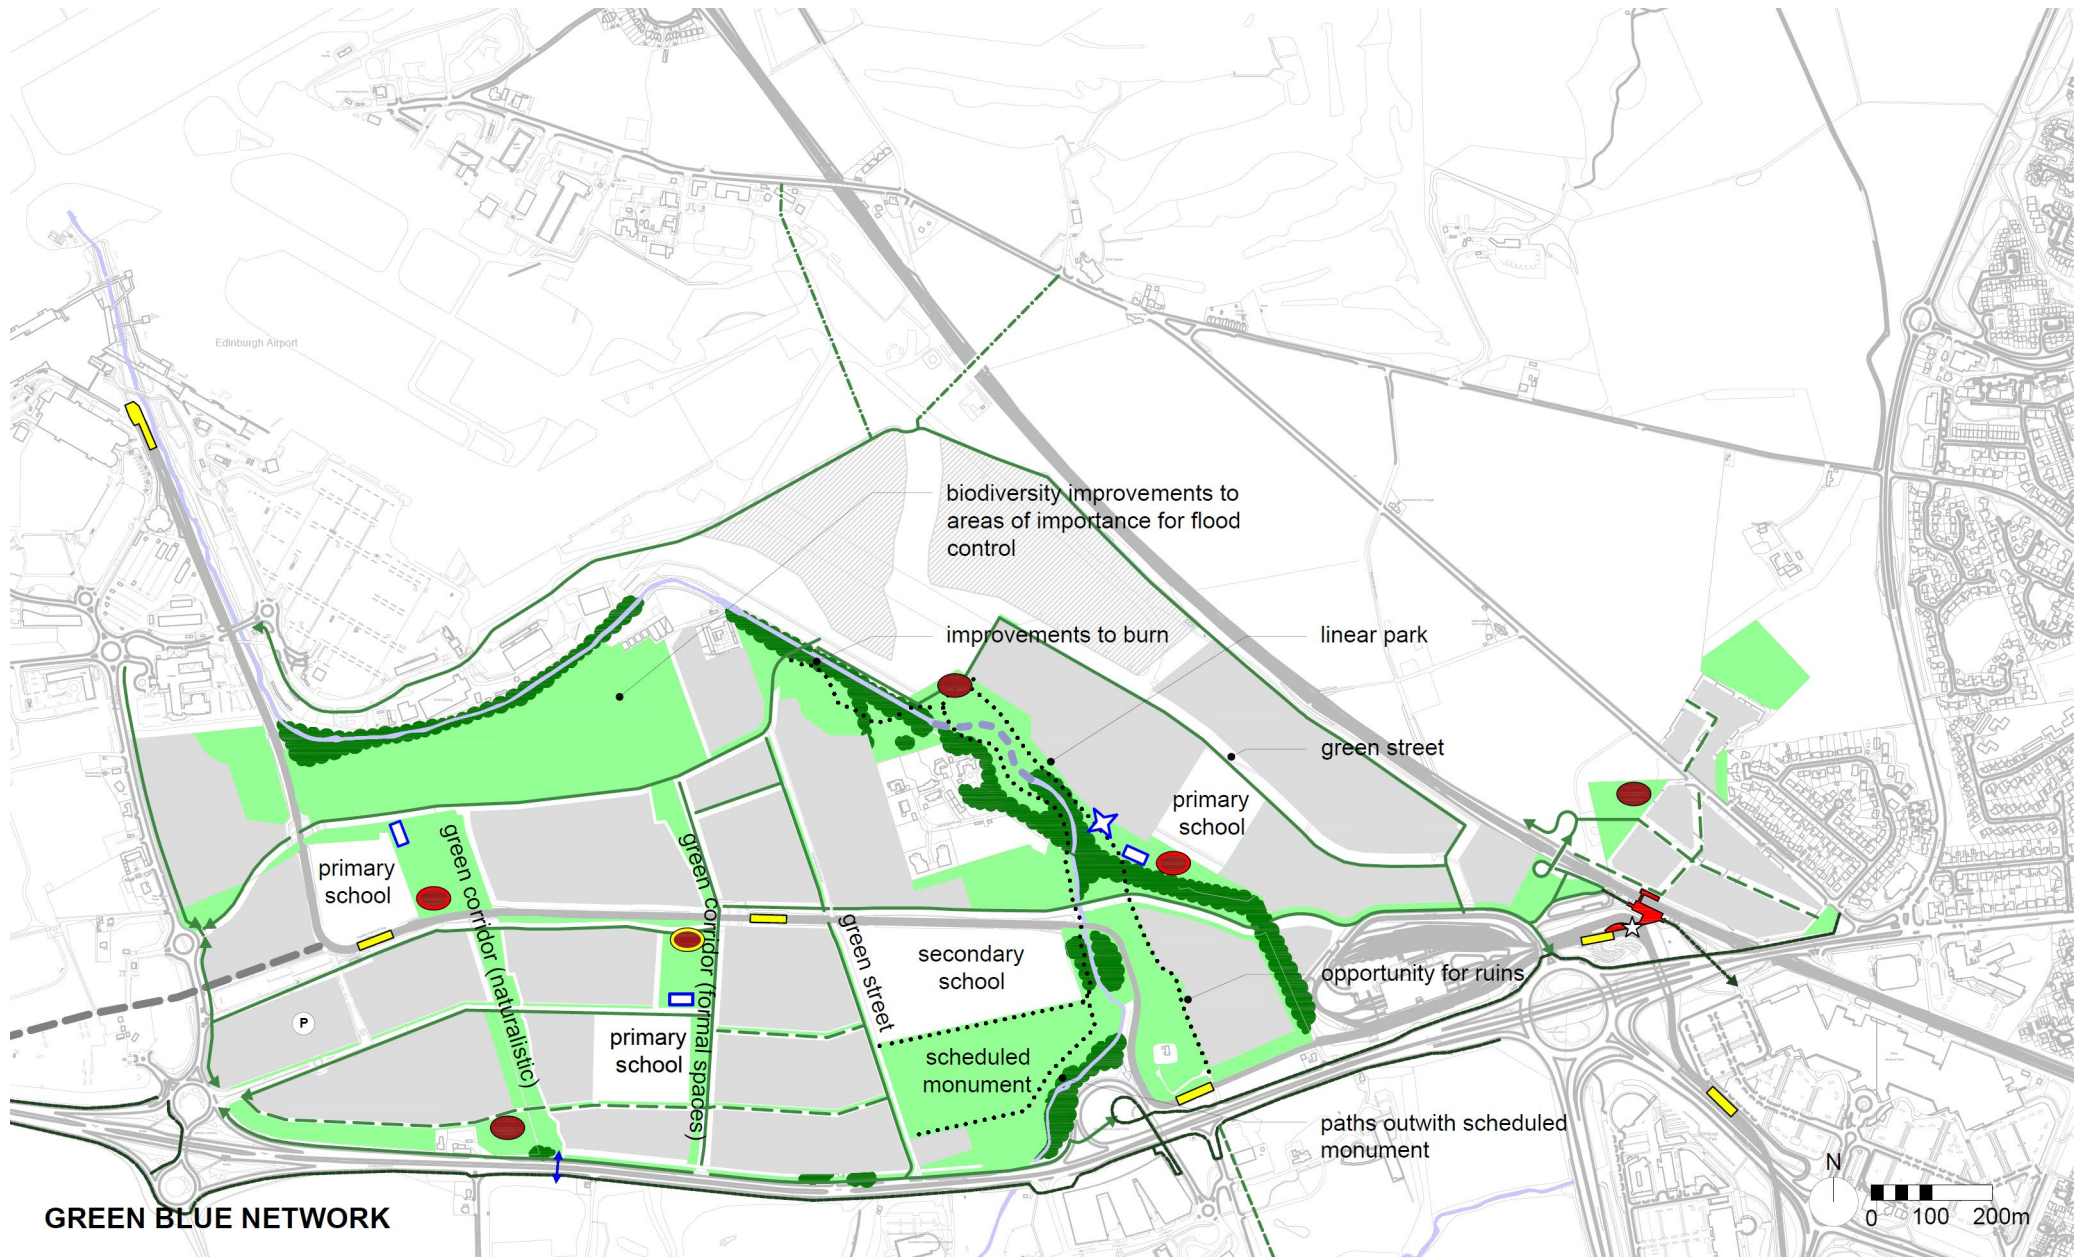 Edinburgh Airport
biodiversity improvements to
areas of importance for flood
control
improvements to burn
linear park
green street
primary
school
primary
school
green corridor (naturalistic)
green corridor (formal spaces)
green street
secondary
school
opportunity for ruins
P
primary
school
scheduled
monument
paths outwith scheduled
monument
N
0 100 200m
GREEN BLUE NETWORK